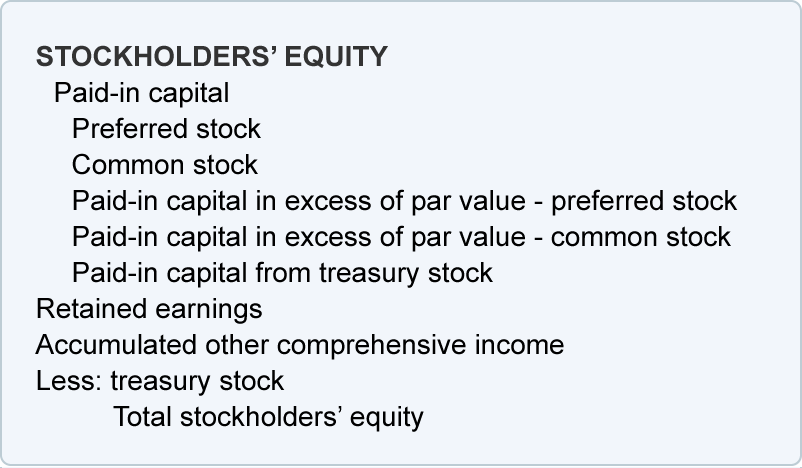 STOCKHOLDERS’ EQUITY
Paid-in capital
Preferred stock
Common stock
Paid-in capital in excess of par value - preferred stock
Paid-in capital in excess of par value - common stock
Paid-in capital from treasury stock
Retained earnings
Accumulated other comprehensive income
Less: treasury stock
Total stockholders’ equity